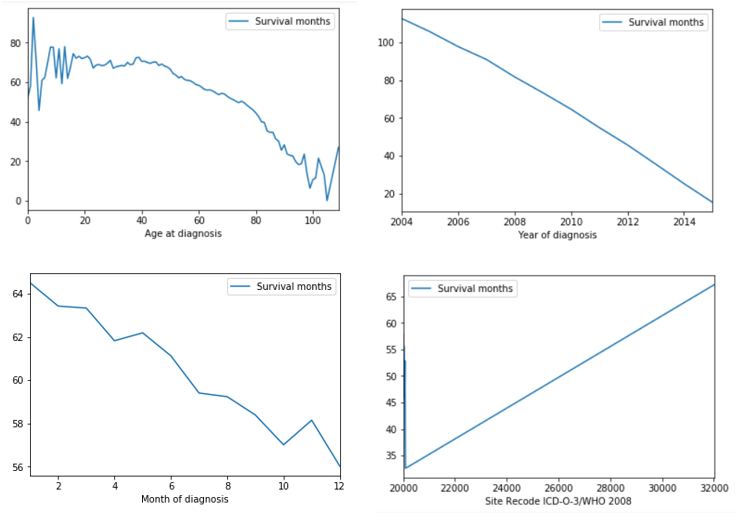 Survival months
80
60
40
20
0
0 20 40 60 80 100
Age at diagnosis
Survival months
100
80
60
40
20
2004 2006 2008 2010 2012 2014
Year of diagnosis
Survival months
64
62
60
58
56
2 4 6 8 10 12
Month of diagnosis
Survival months
65
60
55
50
45
40
35
20000 22000 24000 26000 28000 30000 32000
Site Recode ICD-O-3/WHO 2008